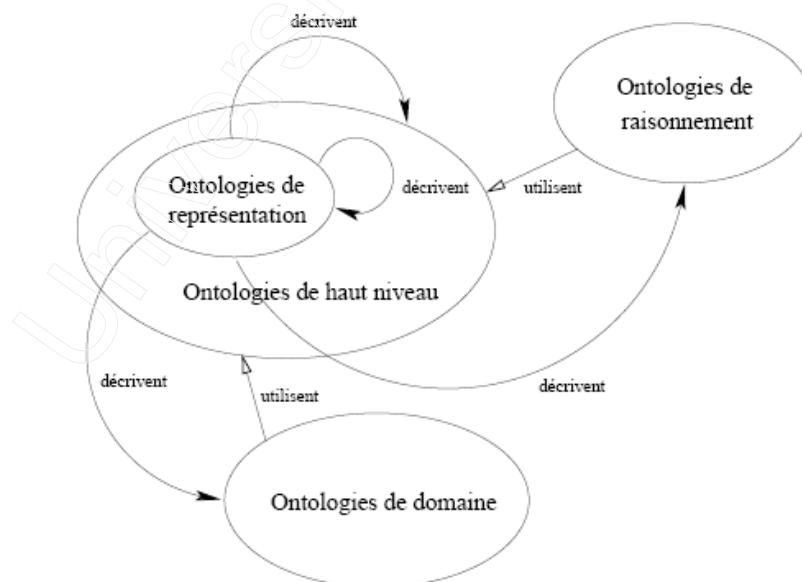 décrivent
Ontologies de
raisonnement
Ontologies de
représentation
décrivent
utilisent
Ontologies de haut niveau
décrivent
utilisent
décrivent
Ontologies de domaine
Universi